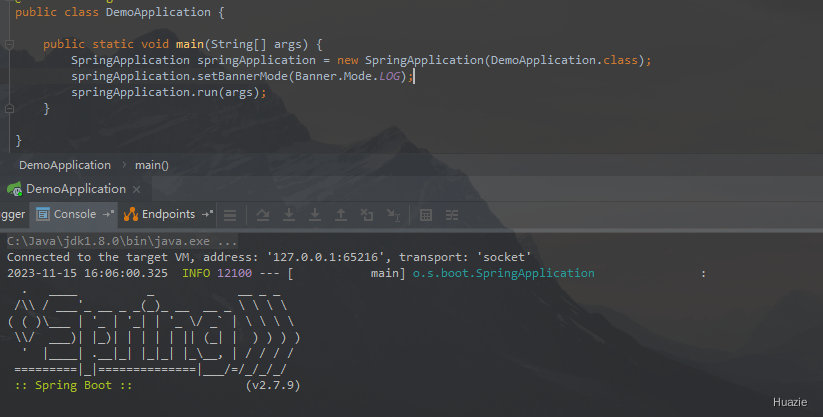 public class DemoApplication {
public static void main(String[] args) {
SpringApplication springApplication = new SpringApplication(DemoApplication.class);
springApplication.setBannerMode(Banner.Mode.LOG);
springApplication.run(args);
}
}
DemoApplication › main()
DemoApplication ×
gger Console Endpoints
C:\Java\jdk1.8.0\bin\java.exe ...
Connected to the target VM, address: '127.0.0.1:65216', transport: 'socket'
2023-11-15 16:06:00.325  INFO 12100 --- [           main] o.s.boot.SpringApplication               :
  .   ____          _            __ _ _
 /\\ / ___'_ __ _ _(_)_ __  __ _ \ \ \ \
( ( )\___ | '_ | '_| | '_ \/ _` | \ \ \ \
 \\/  ___)| |_)| | | | | || (_| |  ) ) ) )
  '  |____| .__|_| |_|_| |_\__, | / / / /
 =========|_|==============|___/=/_/_/_/
 :: Spring Boot ::                (v2.7.9)
Huazie